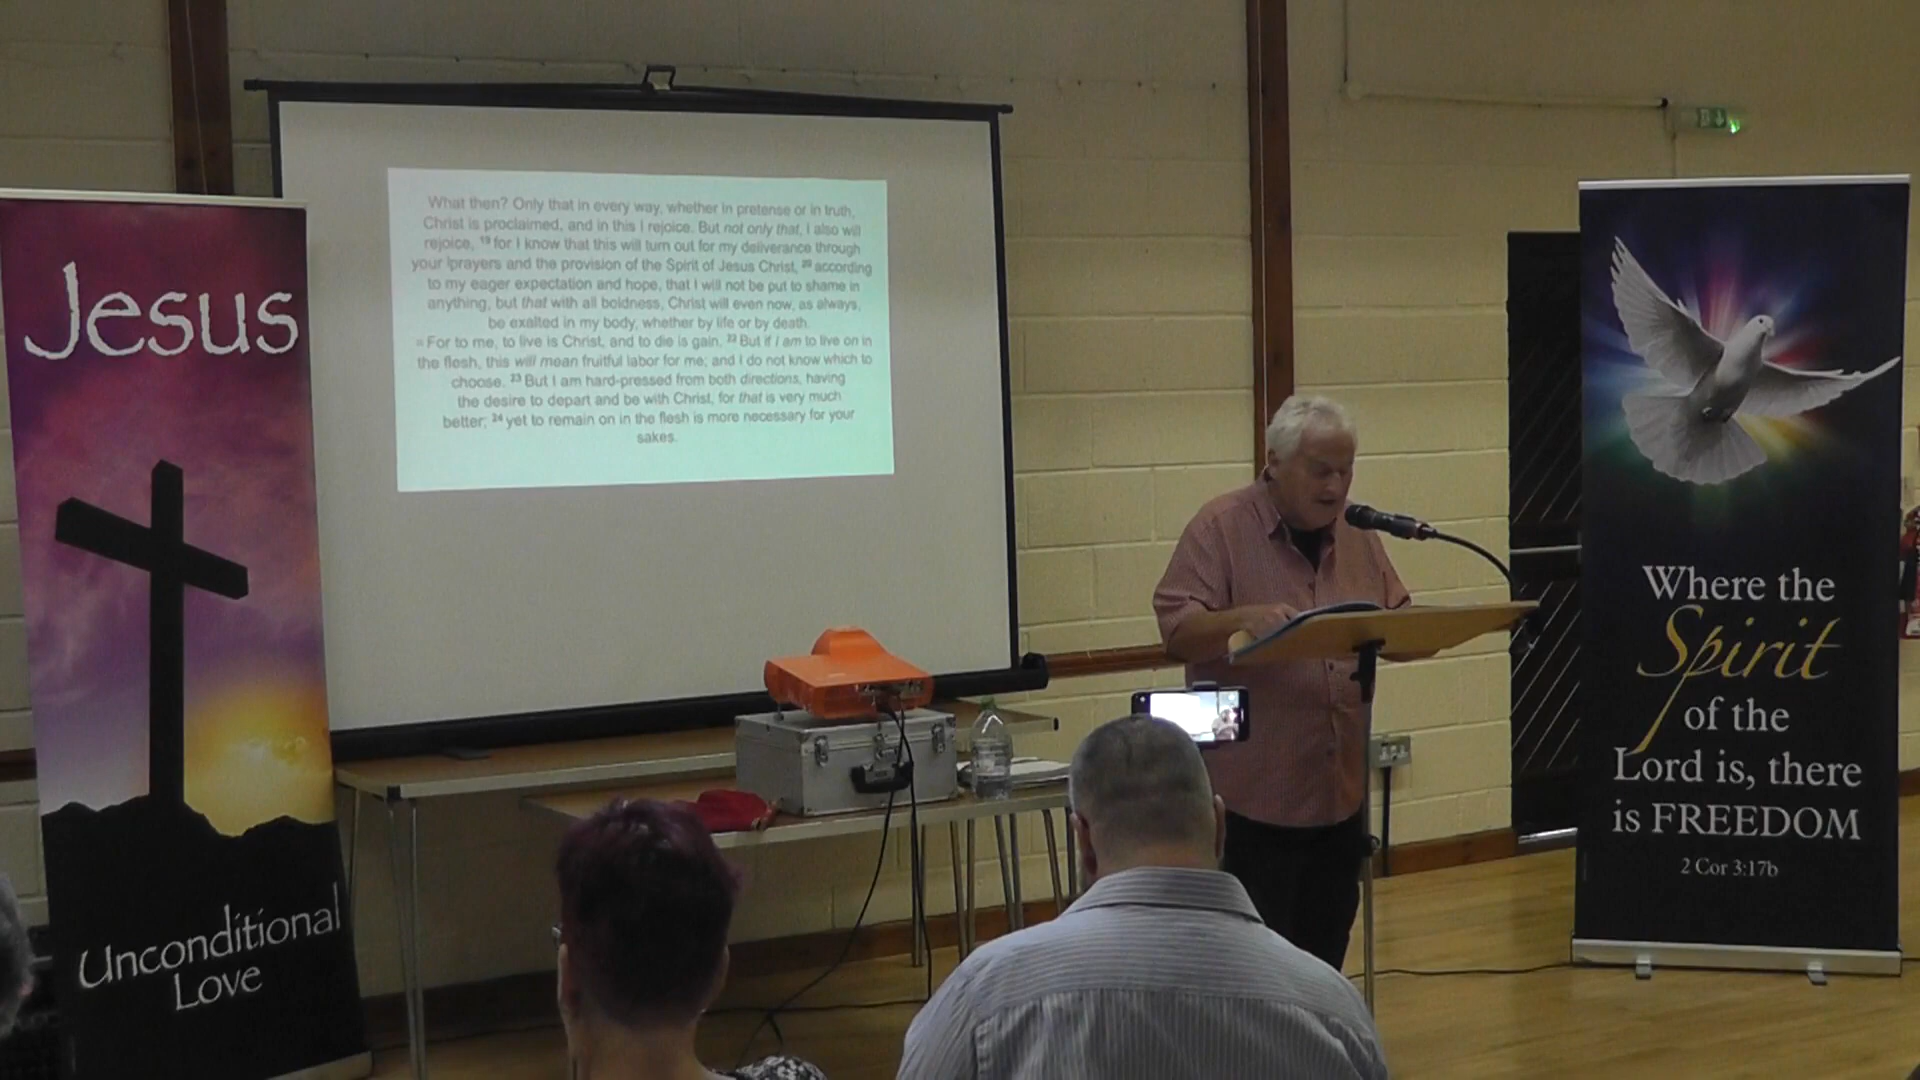 Jesus
Unconditional
Love
What then? Only that in every way, whether in pretense or in truth,
Christ is proclaimed, and in this I rejoice. But not only that, I also will
rejoice, 19 for I know that this will turn out for my deliverance through
your lprayers and the provision of the Spirit of Jesus Christ, 20 according
to my eager expectation and hope, that I will not be put to shame in
anything, but that with all boldness, Christ will even now, as always,
be exalted in my body, whether by life or by death.
For to me, to live is Christ, and to die is gain. 22 But if I am to live on in
the flesh, this will mean fruitful labor for me; and I do not know which to
choose. 23 But I am hard-pressed from both directions, having
the desire to depart and be with Christ, for that is very much
better; 24 yet to remain on in the flesh is more necessary for your
sakes.
Where the
Spirit
of the
Lord is, there
is FREEDOM
2 Cor 3:17b